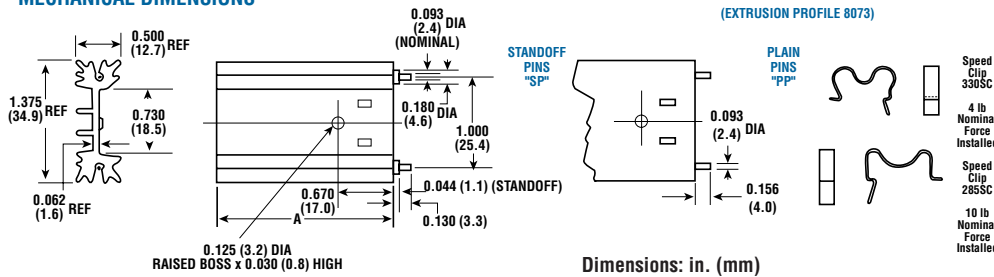 MECHANICAL DIMENSIONS
(EXTRUSION PROFILE 8073)
0.500
(12.7) REF
1.375
(34.9) REF
0.730
(18.5)
0.062
(1.6) REF
0.093
(2.4) DIA
(NOMINAL)
0.180 DIA
(4.6)
1.000
(25.4)
0.670
(17.0)
0.044 (1.1) (STANDOFF)
0.130 (3.3)
A
0.125 (3.2) DIA
RAISED BOSS x 0.030 (0.8) HIGH
STANDOFF
PINS
"SP"
PLAIN
PINS
"PP"
0.093
(2.4) DIA
0.156
(4.0)
Speed
Clip
330SC
4 lb
Nomina
Force
Installed
Speed
Clip
285SC
10 lb
Nomina
Force
Installed
Dimensions: in. (mm)